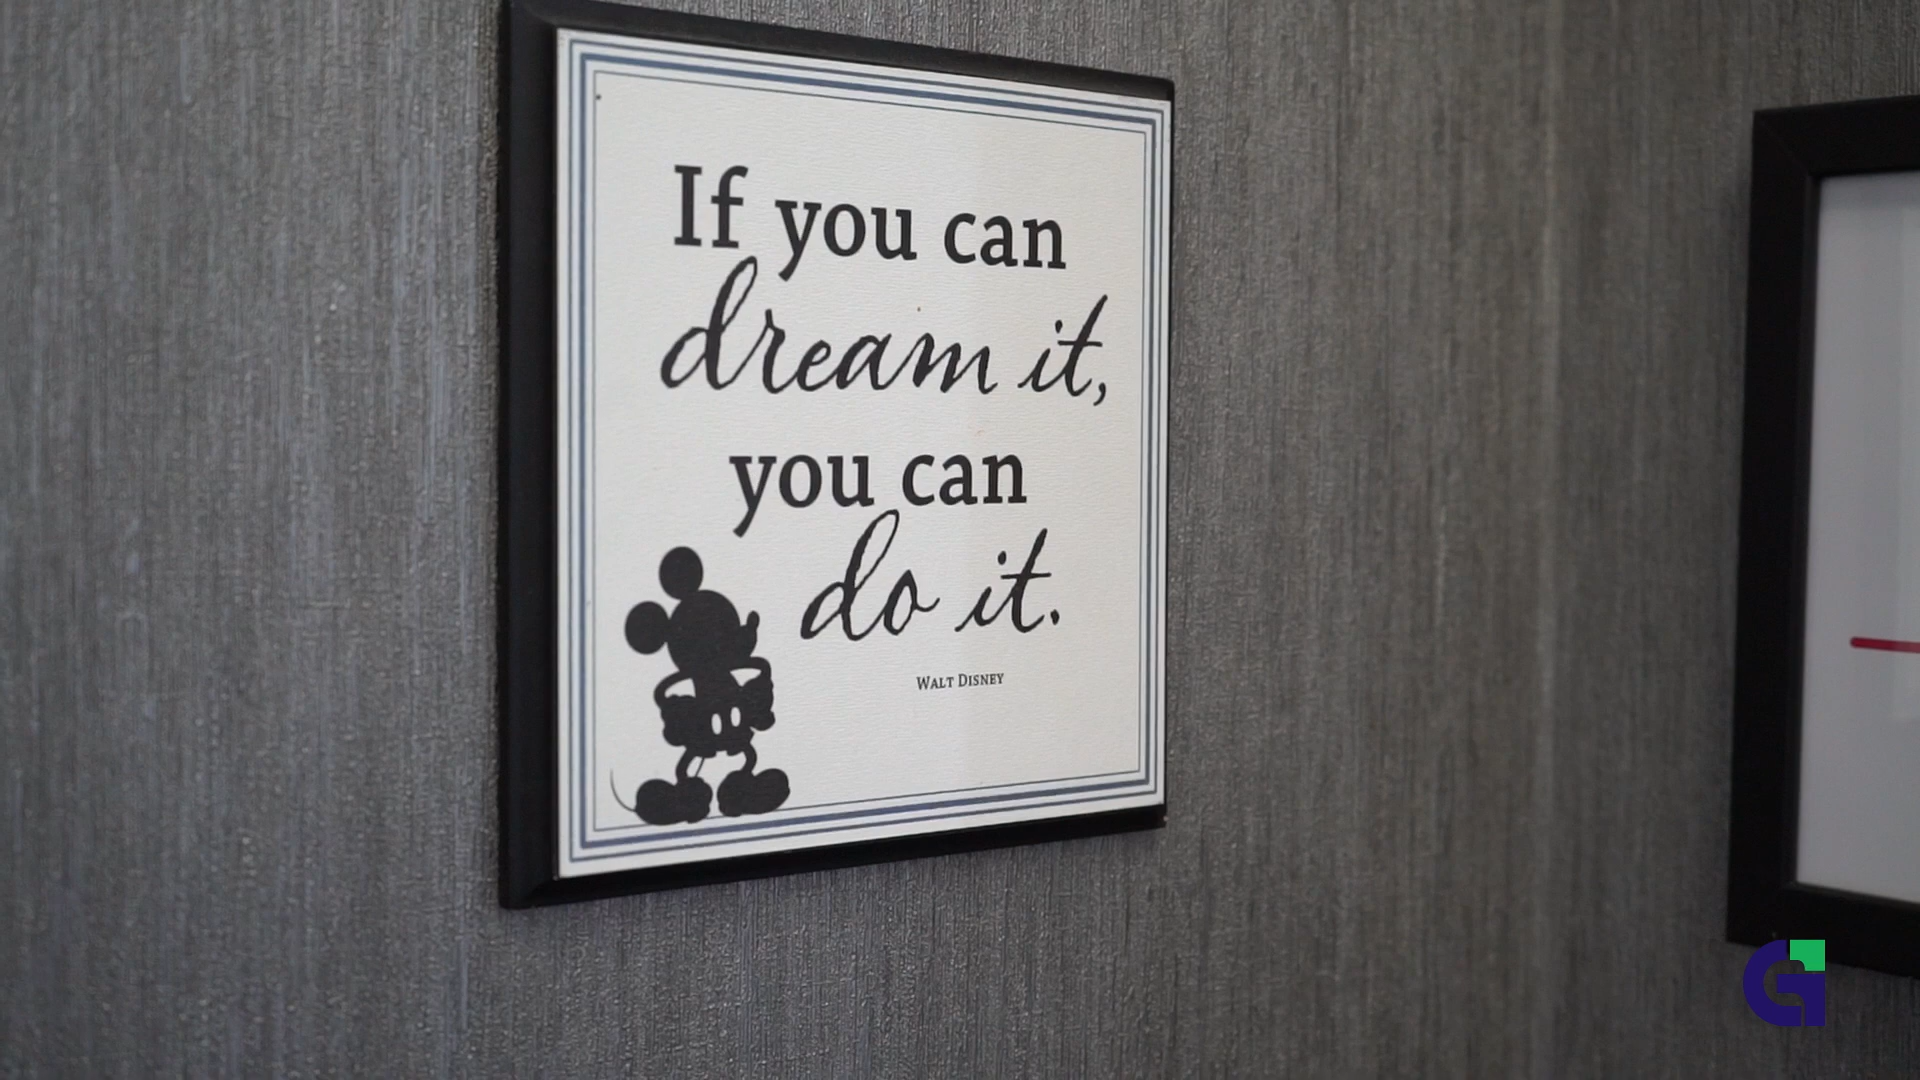 If you can
dream it,
you can
do it.
WALT DISNEY